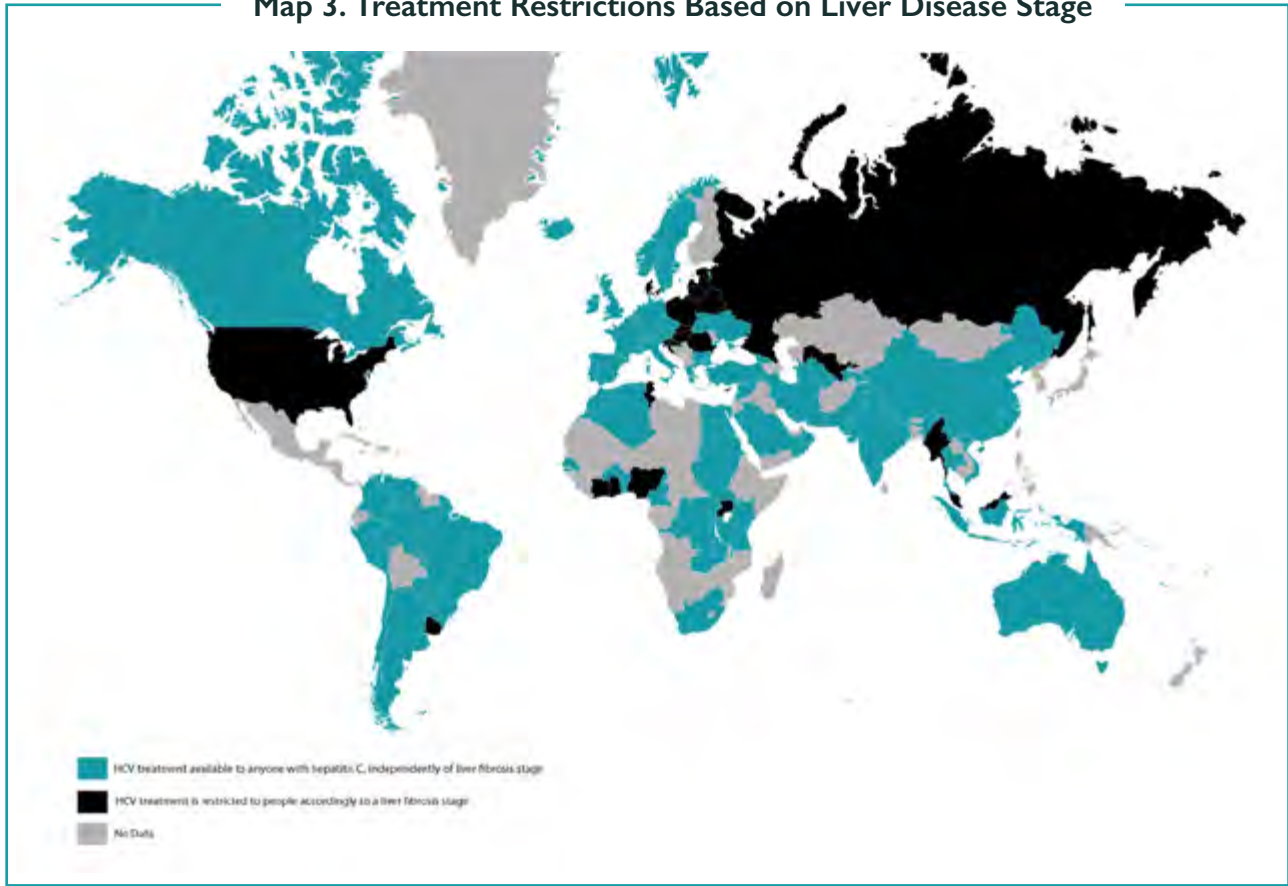 Map 3. Treatment Restrictions Based on Liver Disease Stage
HCV treatment available to anyone with hepatitis C, independently of liver fibrosis stage
HCV treatment is restricted to people accordingly to a liver fibrosis stage
No Data